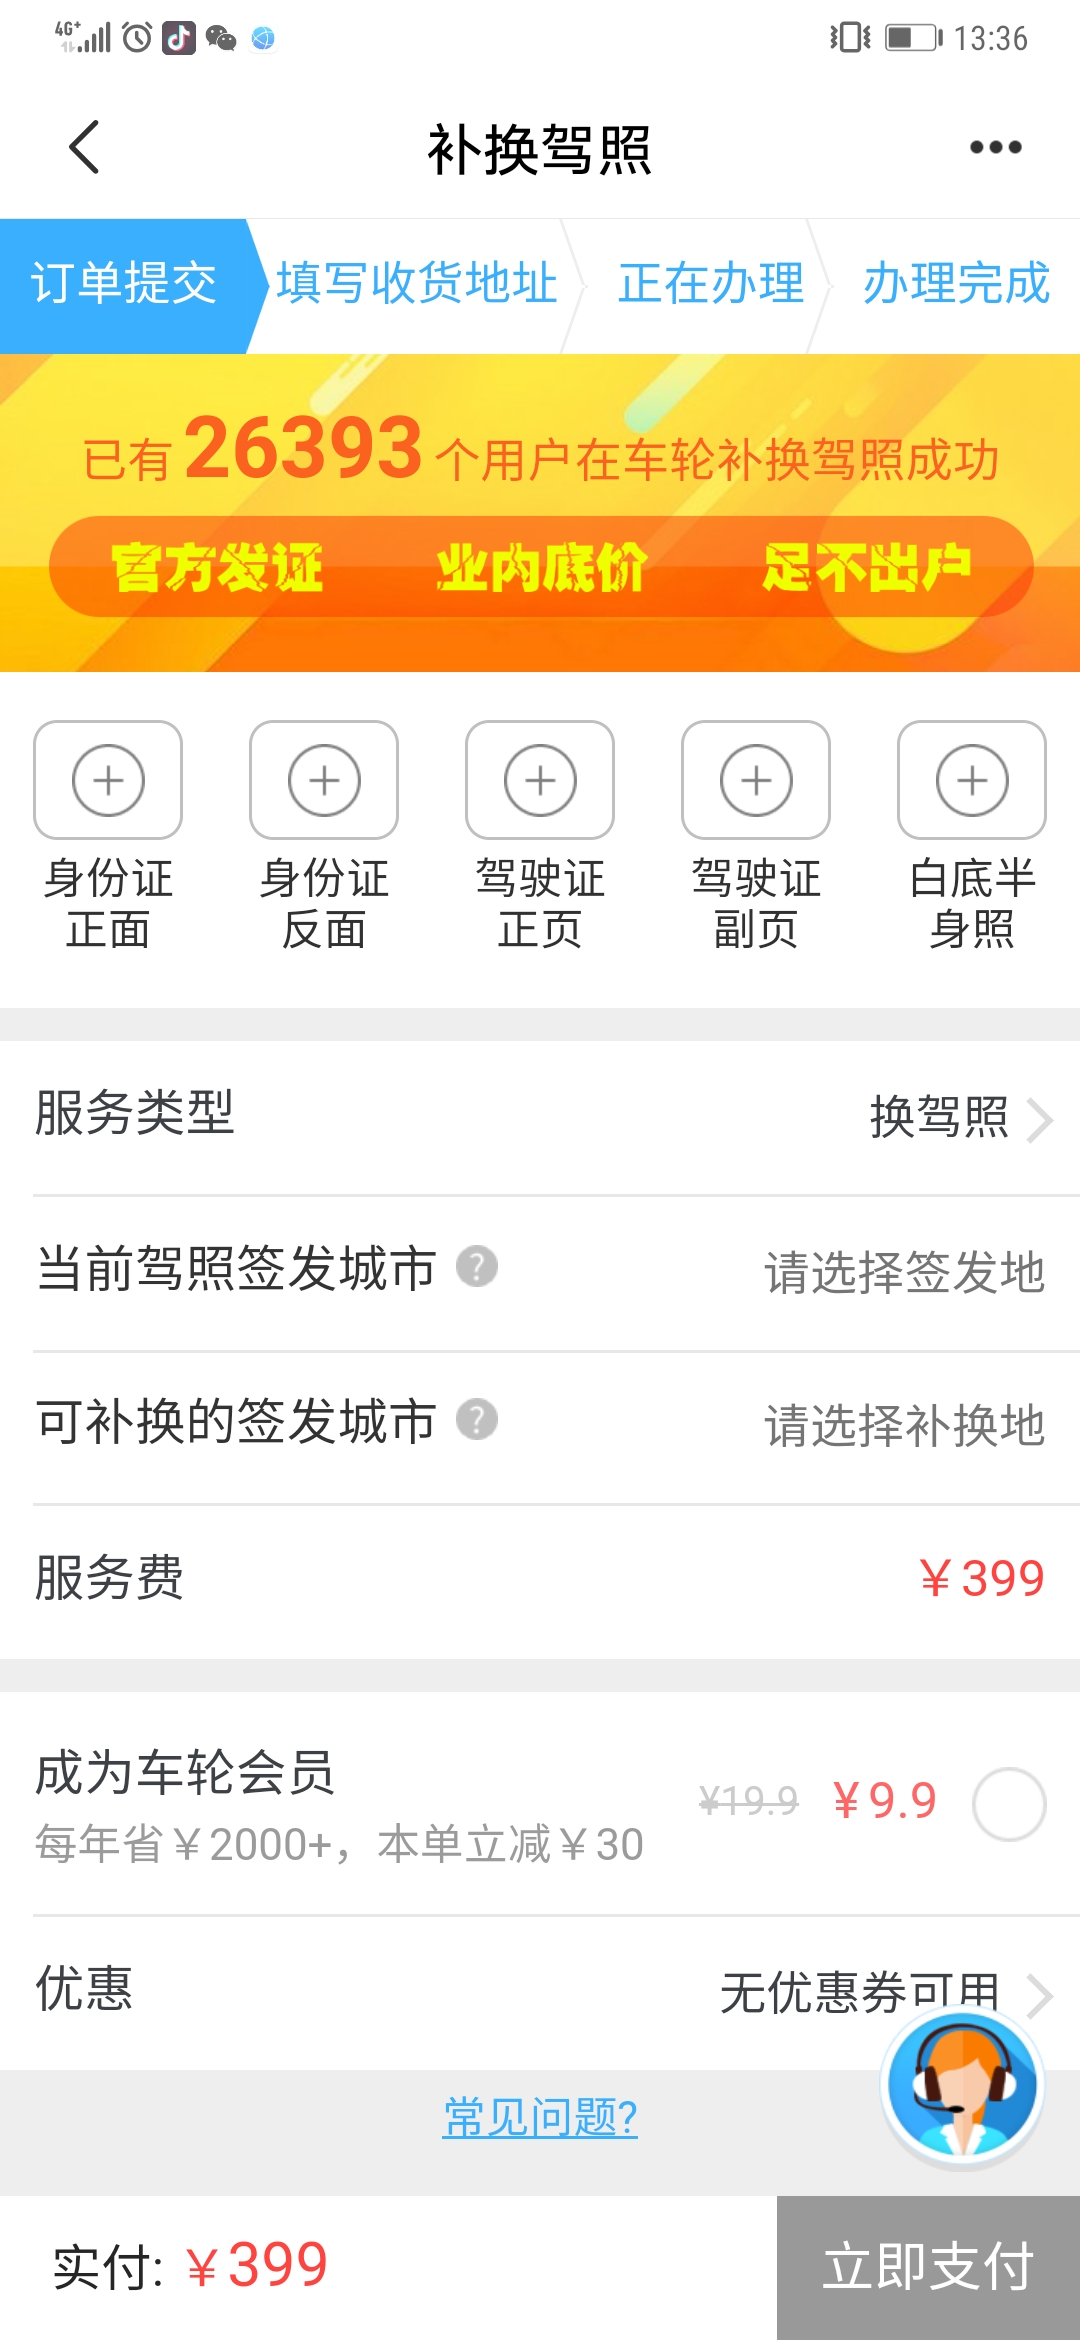 4G+ 13:36
补换驾照
订单提交 填写收货地址 正在办理 办理完成
已有26393个用户在车轮补换驾照成功
官方发证 业内底价 足不出户
身份证正面 身份证反面 驾驶证正页 驾驶证副页 白底半身照
服务类型 换驾照
当前驾照签发城市 ? 请选择签发地
可补换的签发城市 ? 请选择补换地
服务费 ￥399
成为车轮会员 ¥19.9 ￥9.9
每年省￥2000+，本单立减￥30
优惠 无优惠券可用
常见问题?
实付: ￥399 立即支付